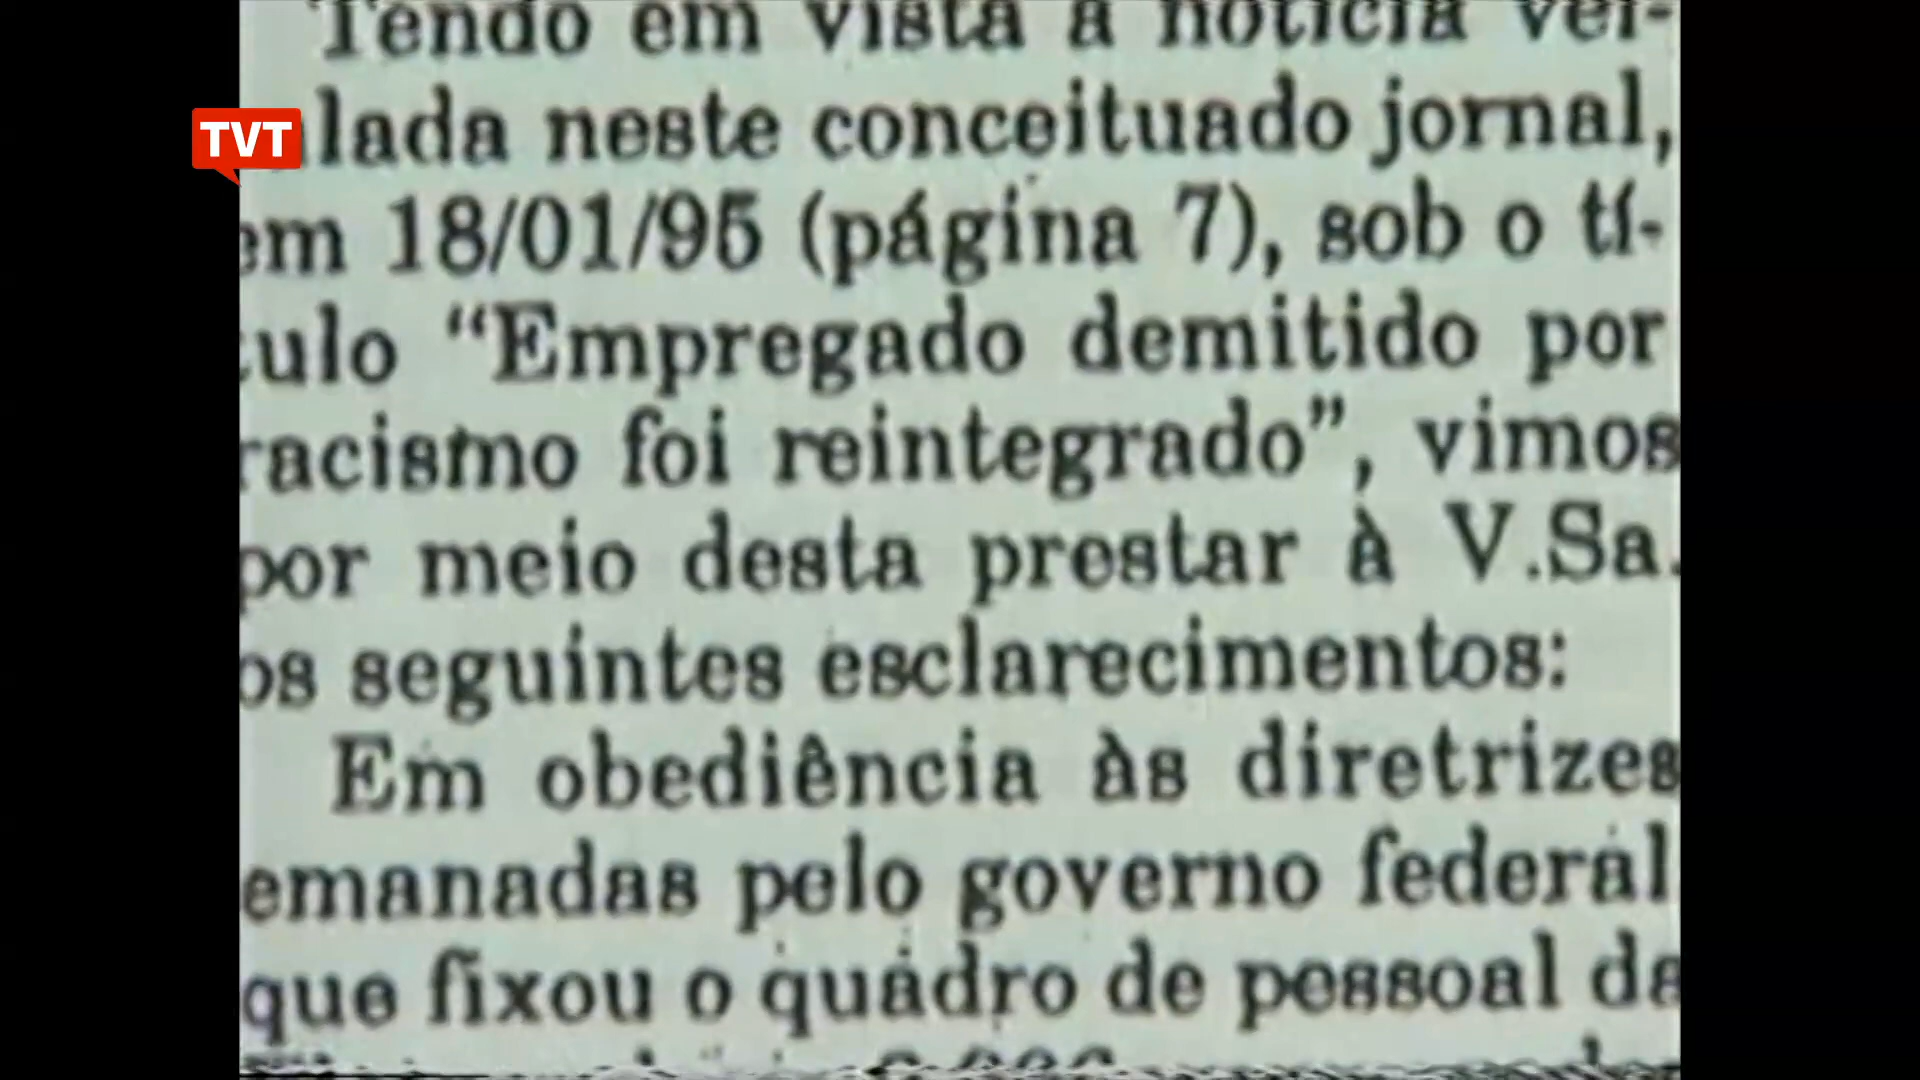 Tendo em vista a notícia vei-
TVT
lada neste conceituado jornal,
em 18/01/95 (página 7), sob o tí-
tulo "Empregado demitido por
racismo foi reintegrado", vimos
por meio desta prestar à V.Sa.
os seguintes esclarecimentos:
Em obediência às diretrizes
emanadas pelo governo federal
que fixou o quadro de pessoal da